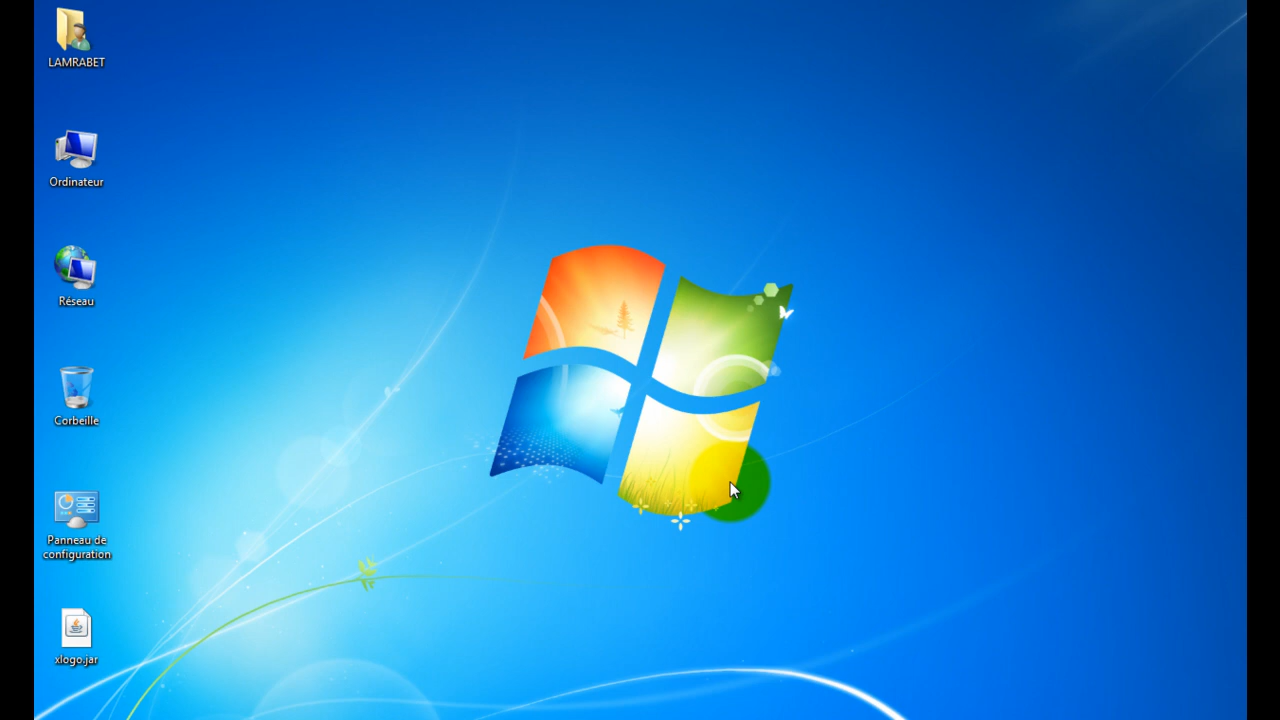 LAMRABET
Ordinateur
Réseau
Corbeille
Panneau de
configuration
xlogo.jar